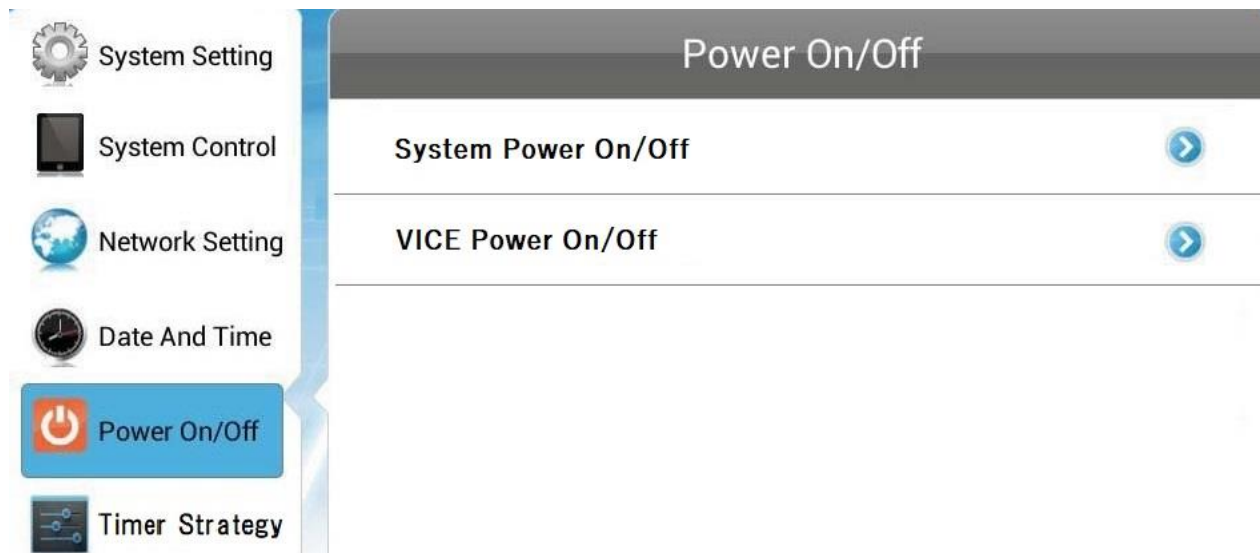 System Setting
System Control
Network Setting
Date And Time
Power On/Off
Timer Strategy
Power On/Off
System Power On/Off
VICE Power On/Off